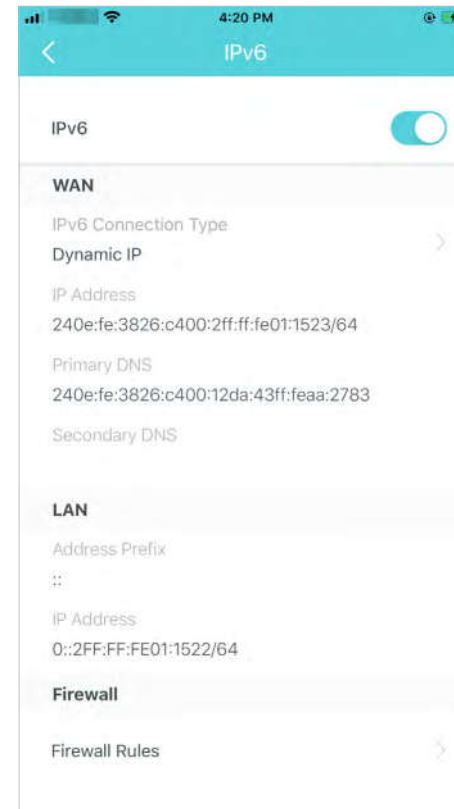 4:20 PM
IPv6
IPv6
WAN
IPv6 Connection Type
Dynamic IP
IP Address
240e:fe:3826:c400:2ff:ff:fe01:1523/64
Primary DNS
240e:fe:3826:c400:12da:43ff:feaa:2783
Secondary DNS
LAN
Address Prefix
::
IP Address
0::2FF:FF:FE01:1522/64
Firewall
Firewall Rules